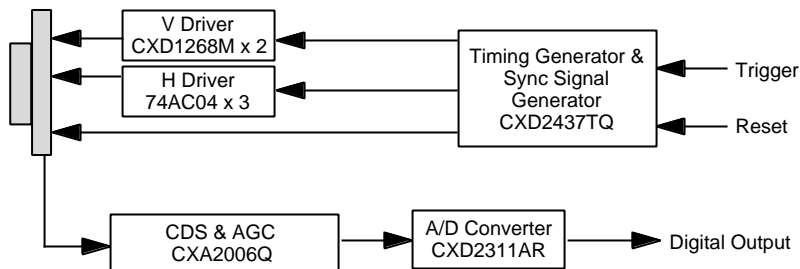 V Driver
CXD1268M x 2
H Driver
74AC04 x 3
Timing Generator &
Sync Signal
Generator
CXD2437TQ
Trigger
Reset
CDS & AGC
CXA2006Q
A/D Converter
CXD2311AR
Digital Output